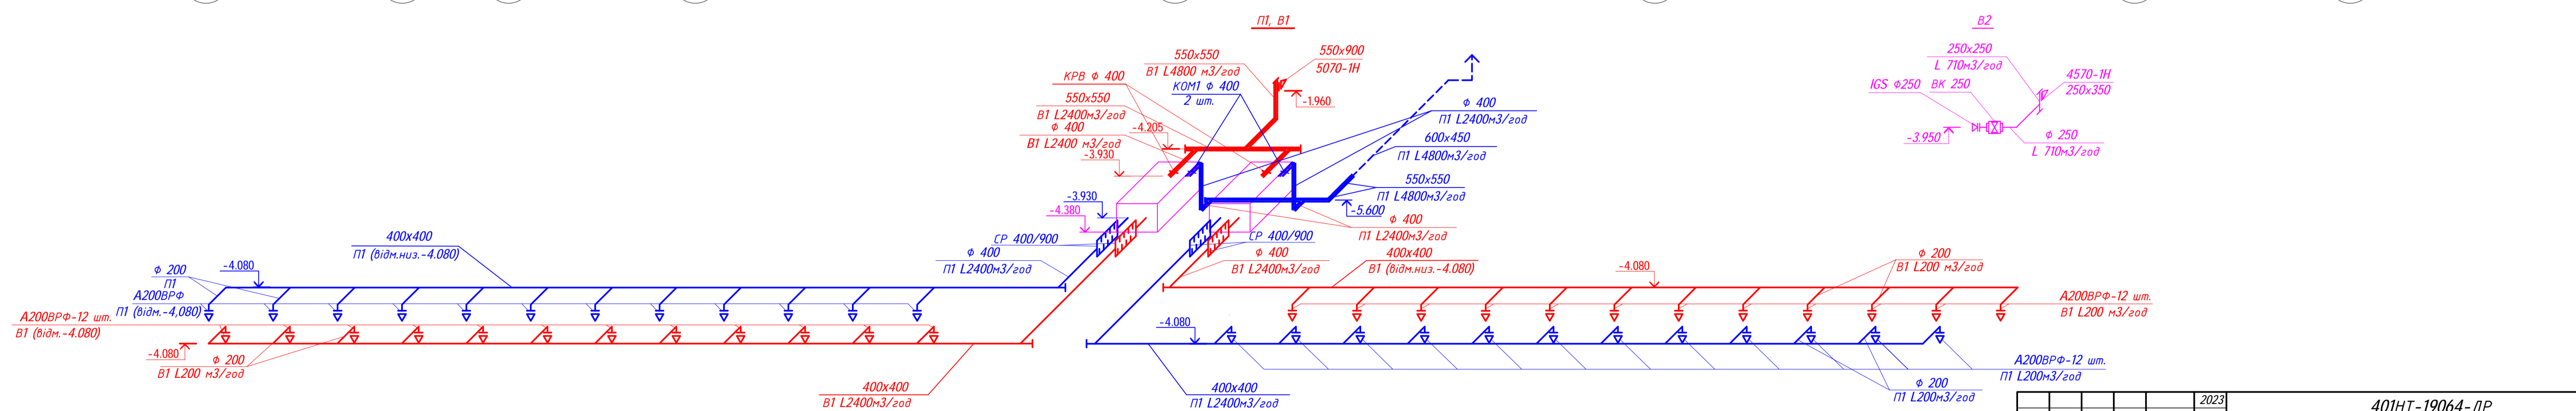 П1, В1
550х550
В1 L4800 м3/год
550х900
5070-1Н
КРВ Ф 400
КОМ1 Ф 400
2 шт.
-1.960
550х550
В1 L2400м3/год
Ф 400
В1 L2400 м3/год
-4.205
-3.930
Ф 400
П1 L2400м3/год
600х450
П1 L4800м3/год
550х550
П1 L4800м3/год
-5.600
Ф 400
П1 L2400м3/год
-3.930
-4.380
СР 400/900
СР 400/900
Ф 400
П1 L2400м3/год
Ф 400
В1 L2400м3/год
400х400
П1 (відм.низ.-4.080)
400х400
В1 (відм.низ.-4.080)
Ф 200
П1
-4.080
А200ВРФ
П1 (відм.-4,080)
А200ВРФ-12 шт.
В1 (відм.-4.080)
-4.080
Ф 200
В1 L200 м3/год
400х400
В1 L2400м3/год
-4.080
400х400
П1 L2400м3/год
-4.080
Ф 200
В1 L200 м3/год
А200ВРФ-12 шт.
В1 L200 м3/год
А200ВРФ-12 шт.
П1 L200м3/год
Ф 200
П1 L200м3/год
В2
250х250
L 710м3/год
4570-1Н
250х350
IGS Ф250
ВК 250
-3.950
Ф 250
L 710м3/год
2023
401НТ-19064-ДР